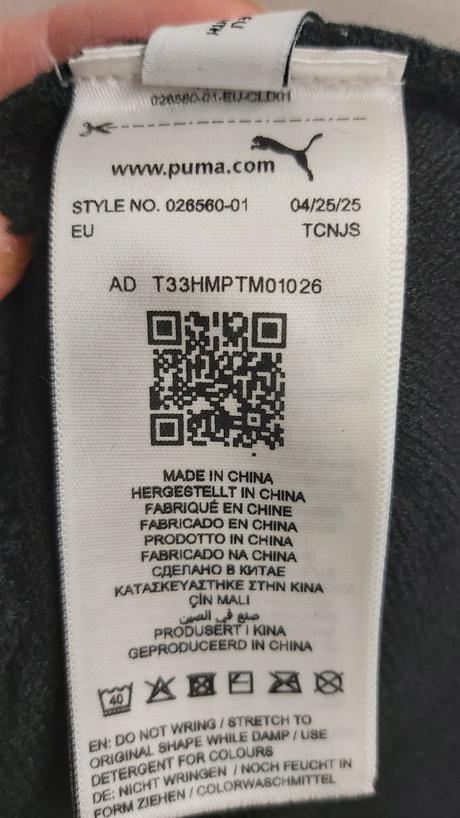 026560-01-EU-CLD01
www.puma.com
STYLE NO. 026560-01 04/25/25
EU TCNJS
AD T33HMPTM01026
MADE IN CHINA
HERGESTELLT IN CHINA
FABRIQUÉ EN CHINE
FABRICADO EN CHINA
PRODOTTO IN CHINA
FABRICADO NA CHINA
СДЕЛАНО В КИТАЕ
ΚΑΤΑΣΚΕΥΑΣΤΗΚΕ ΣΤΗΝ ΚΙΝΑ
ÇİN MALI
صنع في الصين
PRODUSERT I KINA
GEPRODUCEERD IN CHINA
40
EN: DO NOT WRING / STRETCH TO
ORIGINAL SHAPE WHILE DAMP / USE
DETERGENT FOR COLOURS
DE: NICHT WRINGEN / NOCH FEUCHT IN
FORM ZIEHEN / COLORWASCHMITTEL